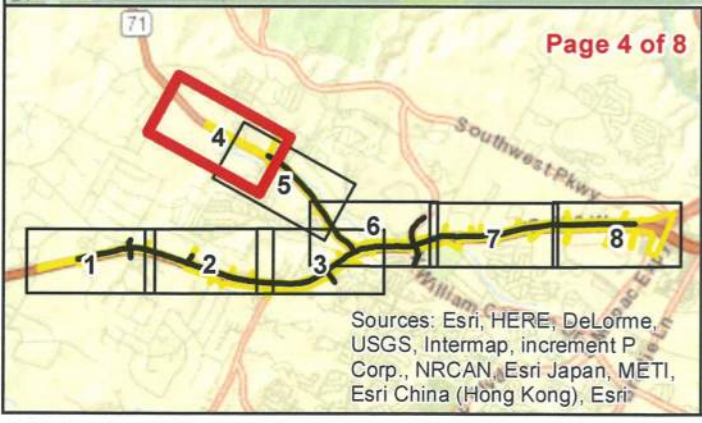 71
Page 4 of 8
Southwest Pkwy
4
5
6
7
8
1
2
3
William
Sources: Esri, HERE, DeLorme,
USGS, Intermap, increment P
Corp., NRCAN, Esri Japan, METI,
Esri China (Hong Kong), Esri